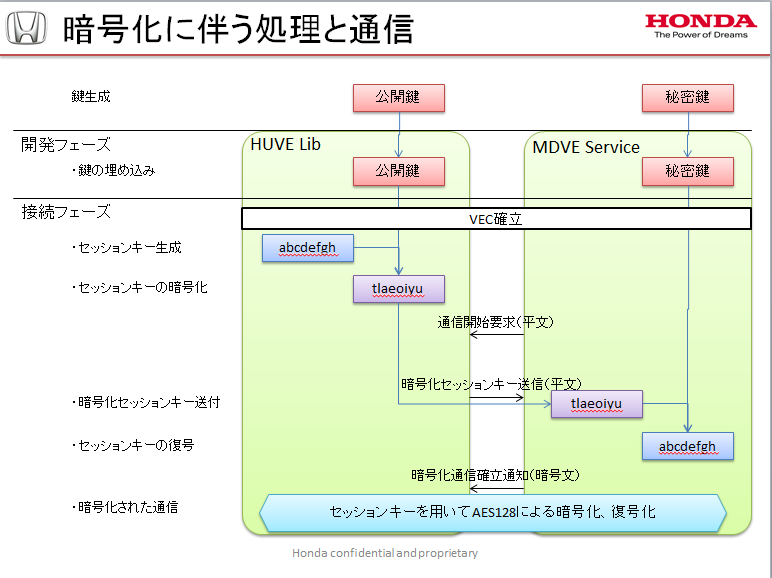 暗号化に伴う処理と通信
HONDA
The Power of Dreams
鍵生成
公開鍵
秘密鍵
開発フェーズ
HUVE Lib
MDVE Service
・鍵の埋め込み
公開鍵
秘密鍵
接続フェーズ
VEC確立
・セッションキー生成
abcdefgh
・セッションキーの暗号化
tlaeoiyu
通信開始要求(平文)
暗号化セッションキー送信(平文)
・暗号化セッションキー送付
tlaeoiyu
・セッションキーの復号
abcdefgh
暗号化通信確立通知(暗号文)
・暗号化された通信
セッションキーを用いてAES128による暗号化、復号化
Honda confidential and proprietary